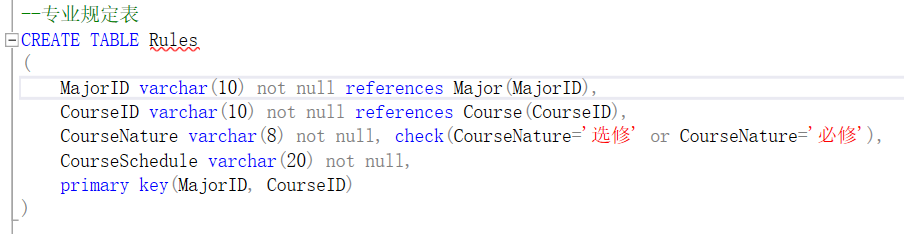 --专业规定表
CREATE TABLE Rules
(
MajorID varchar(10) not null references Major(MajorID),
CourseID varchar(10) not null references Course(CourseID),
CourseNature varchar(8) not null, check(CourseNature='选修' or CourseNature='必修'),
CourseSchedule varchar(20) not null,
primary key(MajorID, CourseID)
)